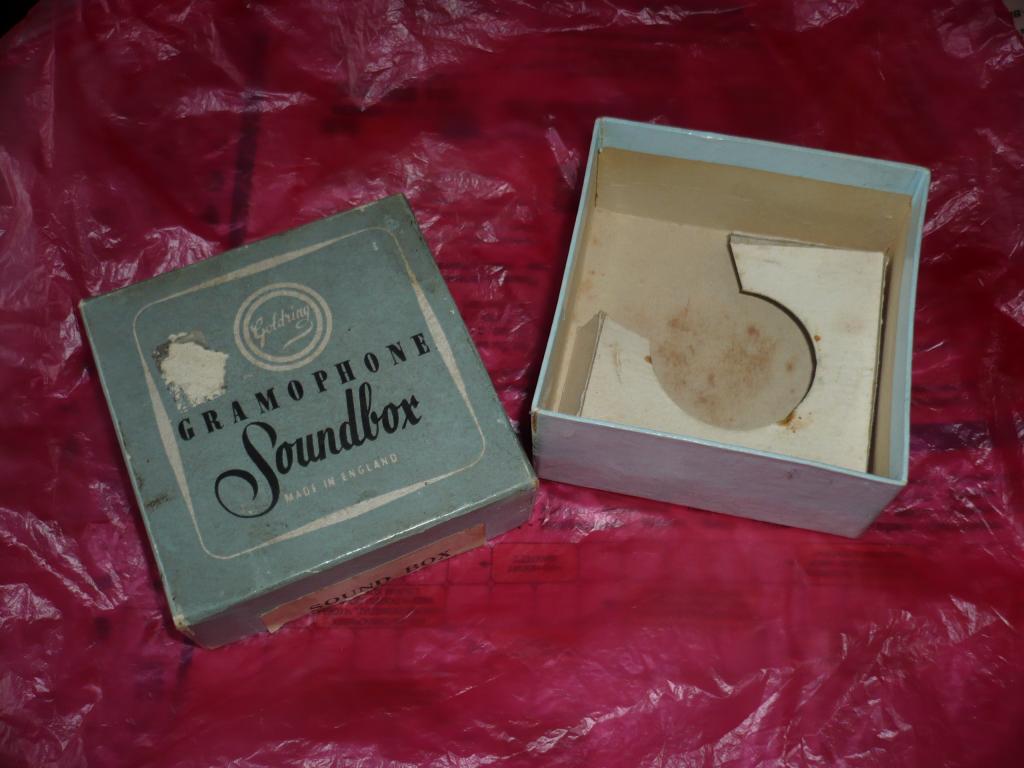 Goldring
GRAMOPHONE
Soundbox
MADE IN ENGLAND
SOUND BOX